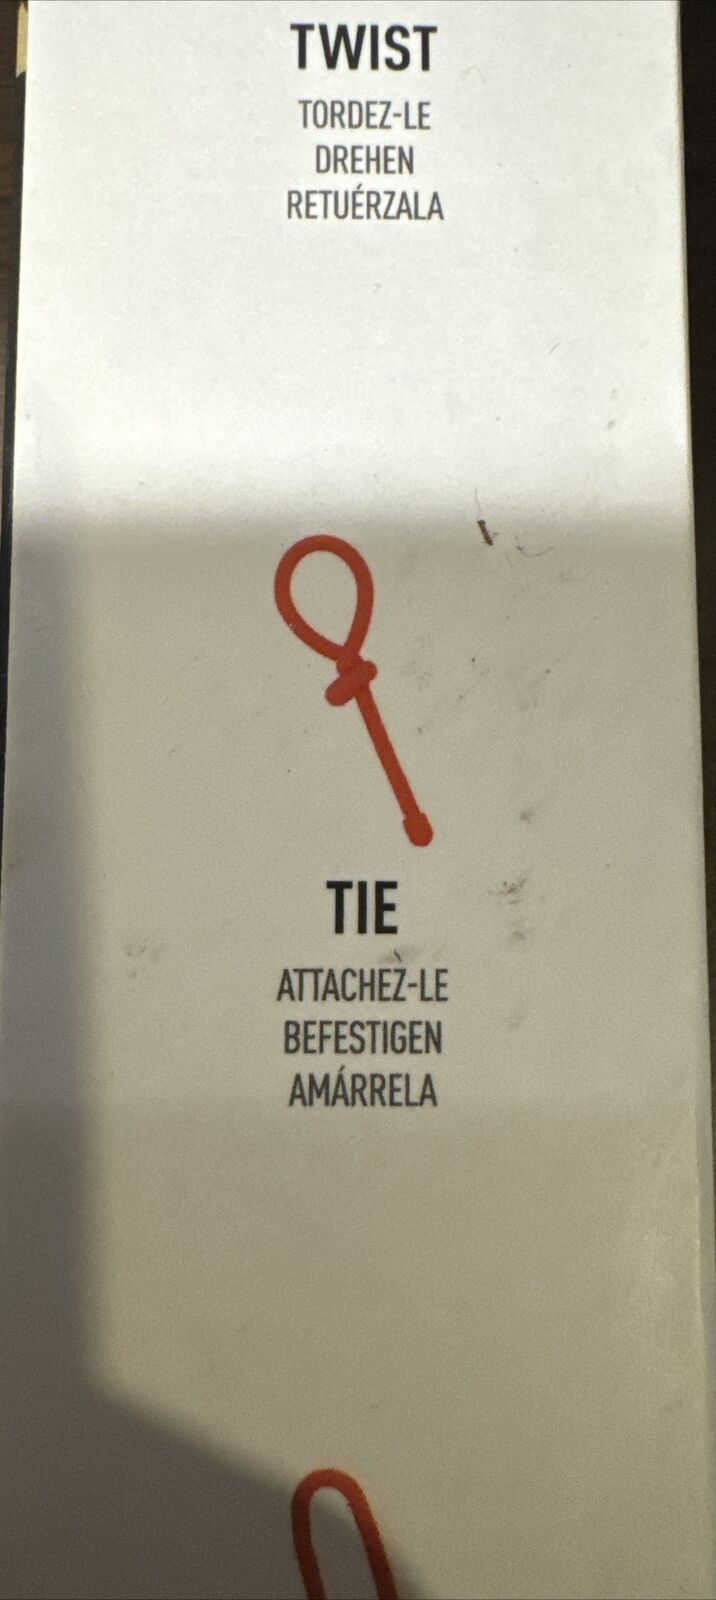 TWIST
TORDEZ-LE
DREHEN
RETUÉRZALA
TIE
ATTACHEZ-LE
BEFESTIGEN
AMÁRRELA